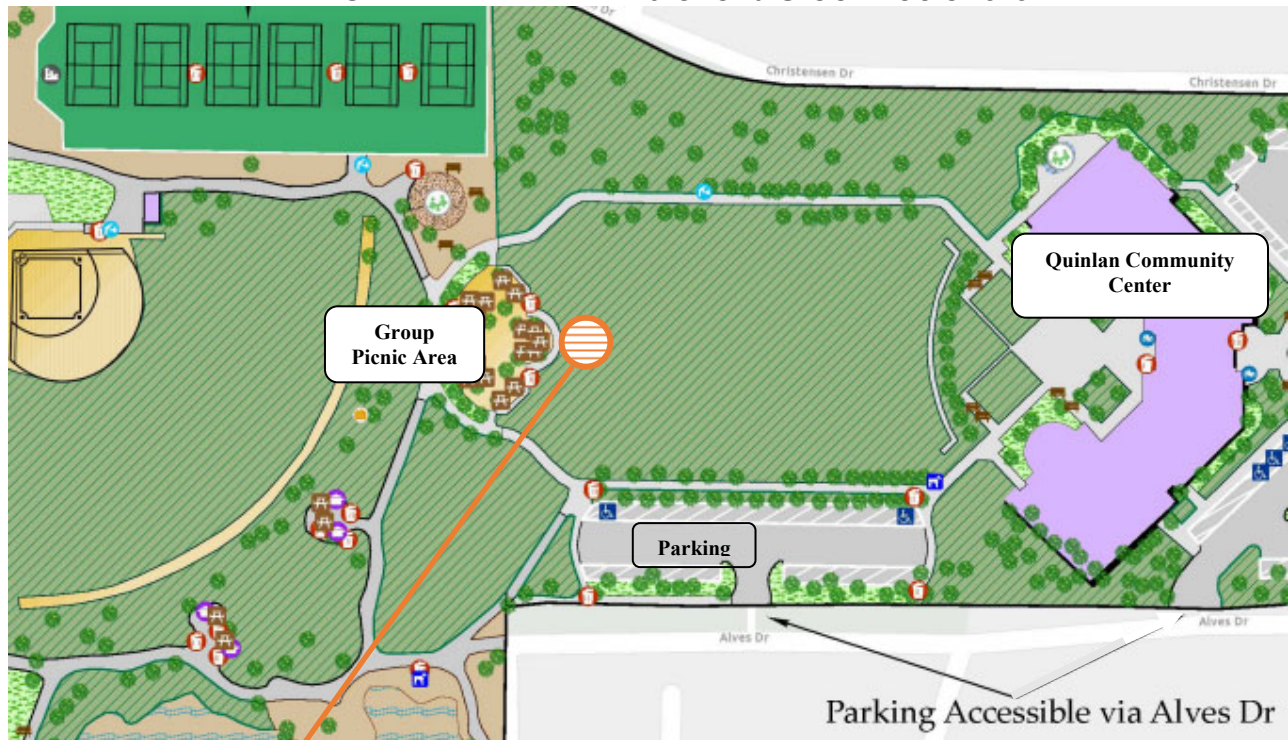 Dr
Christensen Dr
Christensen Dr
Quinlan Community
Center
Group
Picnic Area
Parking
Alves Dr
Alves Dr
Parking Accessible via Alves Dr